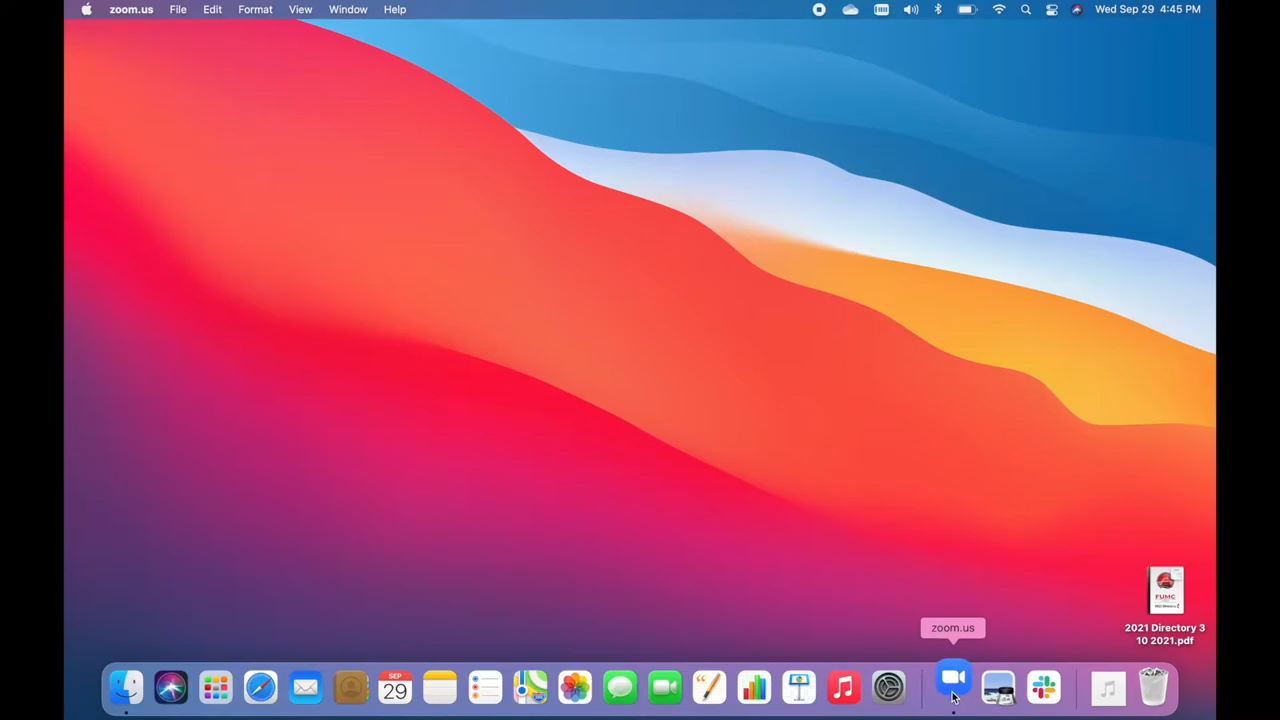 zoom.us File Edit Format View Window Help Wed Sep 29 4:45 PM
FUMC
2021 Directory 3
10 2021.pdf
zoom.us
SEP
29